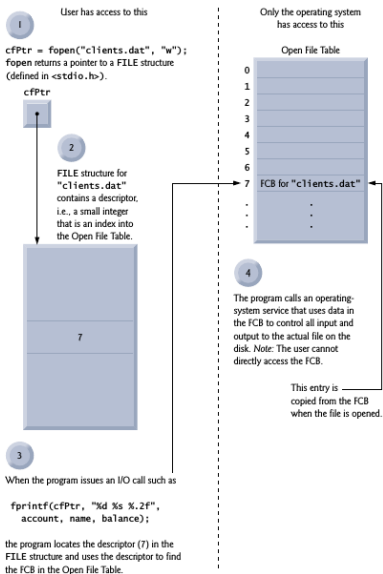 User has access to this
1
cfPtr = fopen("clients.dat", "w");
fopen returns a pointer to a FILE structure
(defined in <stdio.h>).
cfPtr
2
FILE structure for
"clients.dat"
contains a descriptor,
i.e., a small integer
that is an index into
the Open File Table.
7
3
When the program issues an I/O call such as
fprintf(cfPtr, "%d %s %.2f",
account, name, balance);
the program locates the descriptor (7) in the
FILE structure and uses the descriptor to find
the FCB in the Open File Table.
Only the operating system
has access to this
Open File Table
0
1
2
3
4
5
6
7 FCB for "clients.dat"
. .
. .
. .
4
The program calls an operating-
system service that uses data in
the FCB to control all input and
output to the actual file on the
disk. Note: The user cannot
directly access the FCB.
This entry is
copied from the FCB
when the file is opened.